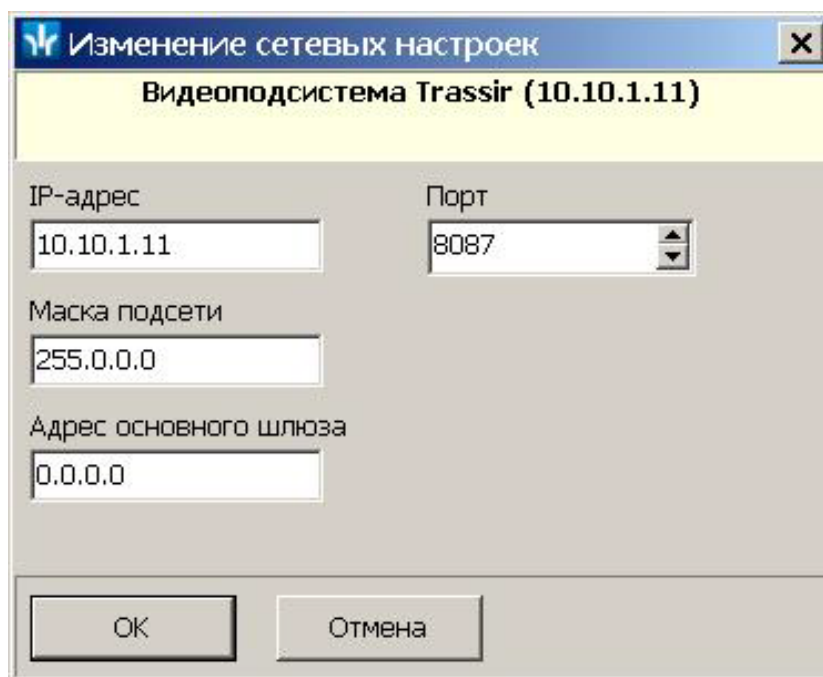 Изменение сетевых настроек
Видеоподсистема Trassir (10.10.1.11)
IP-адрес
Порт
10.10.1.11
8087
Маска подсети
255.0.0.0
Адрес основного шлюза
0.0.0.0
OK
Отмена